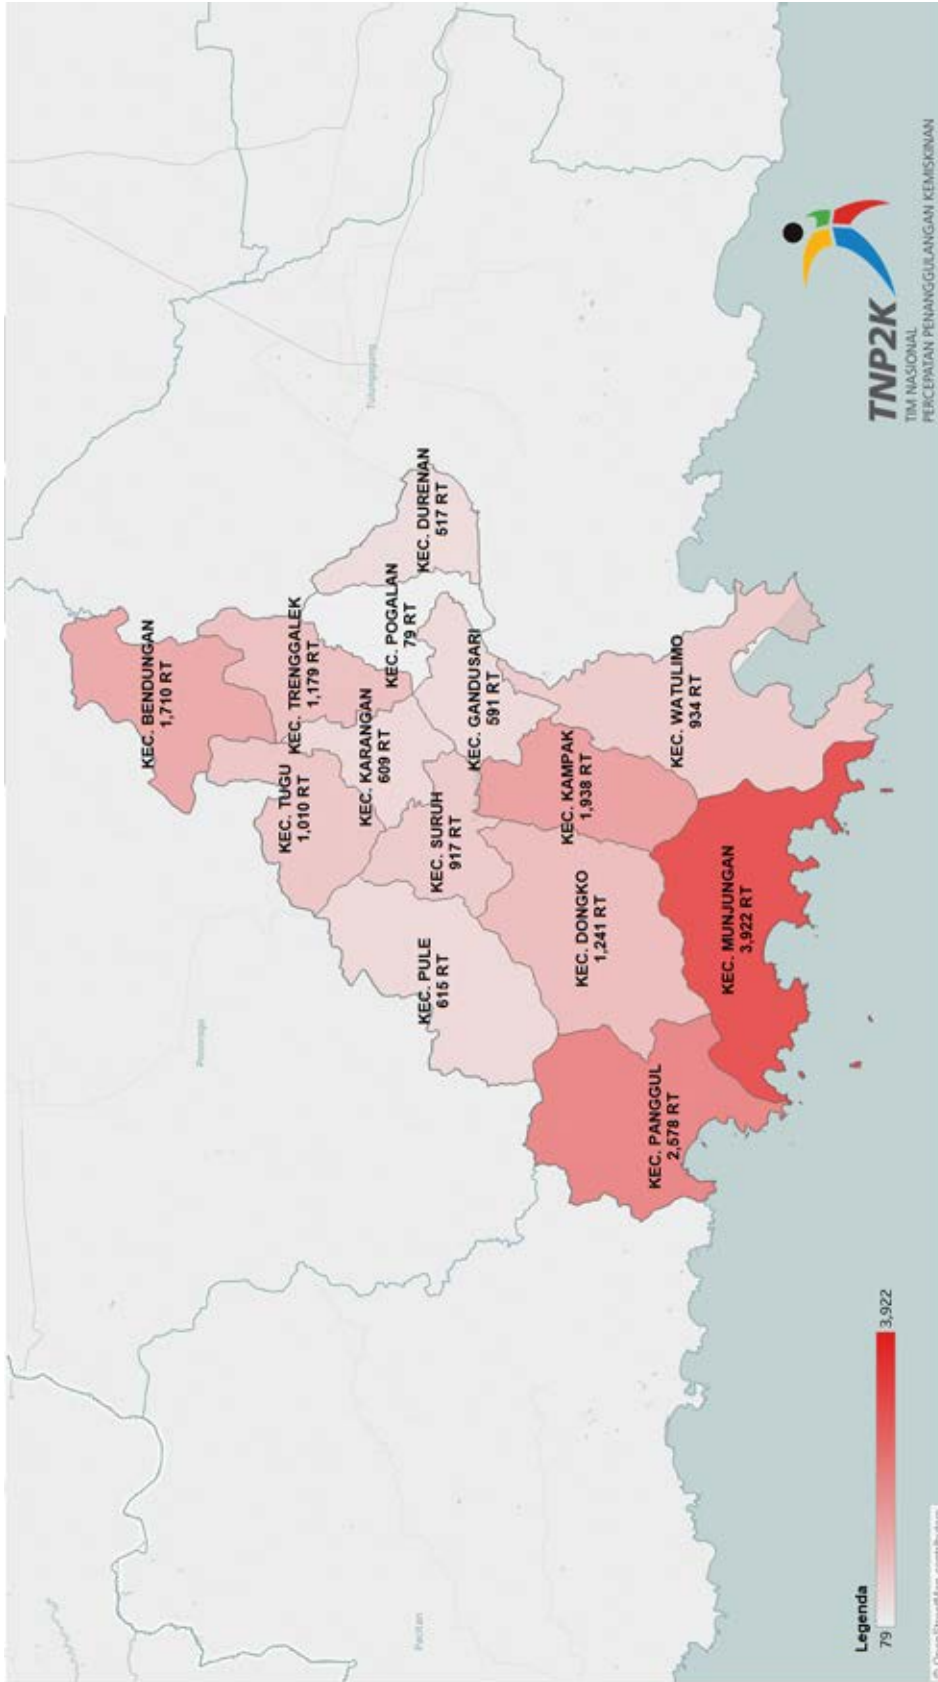 KEC. BENDUNGAN
1,710 RT
KEC. TRENGGALEK
1,179 RT
KEC. TUGU
1,010 RT
KEC. KARANGAN
609 RT
KEC. POGALAN
79 RT
KEC. DURENAN
517 RT
KEC. SURUH
917 RT
KEC. GANDUSARI
591 RT
KEC. PULE
615 RT
KEC. KAMPAK
1,938 RT
KEC. DONGKO
1,241 RT
KEC. WATULIMO
934 RT
KEC. PANGGUL
2,578 RT
KEC. MUNJUNGAN
3,922 RT
Ponorogo
Tulungagung
Pacitan
Legenda
79
3,922
TNP2K
TIM NASIONAL
PERCEPATAN PENANGGULANGAN KEMISKINAN